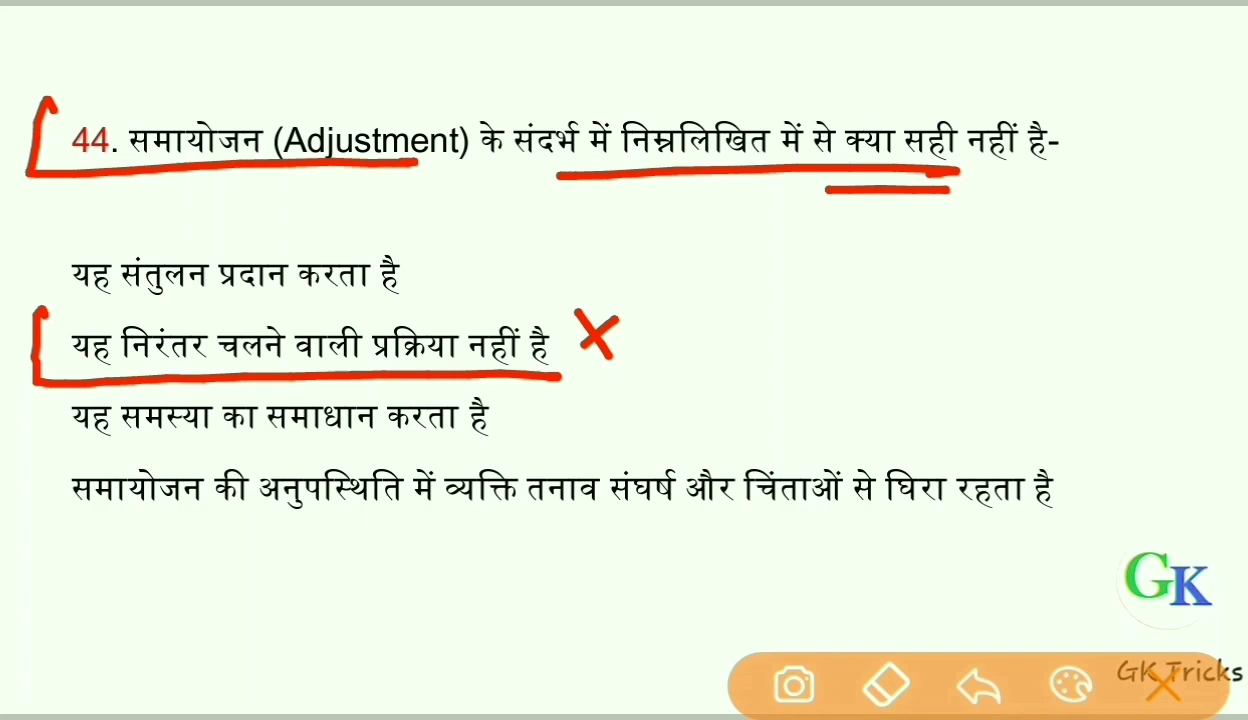 44. समायोजन (Adjustment) के संदर्भ में निम्नलिखित में से क्या सही नहीं है-
यह संतुलन प्रदान करता है
यह निरंतर चलने वाली प्रक्रिया नहीं है
यह समस्या का समाधान करता है
समायोजन की अनुपस्थिति में व्यक्ति तनाव संघर्ष और चिंताओं से घिरा रहता है
GK
GK Tricks